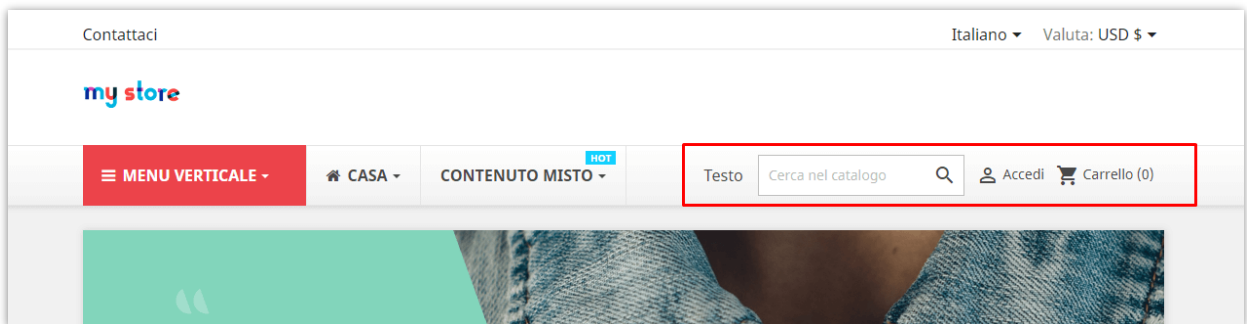 Contattaci
Italiano Valuta: USD $
my store
HOT
MENU VERTICALE CASA CONTENUTO MISTO Testo Cerca nel catalogo Accedi Carrello (0)
“